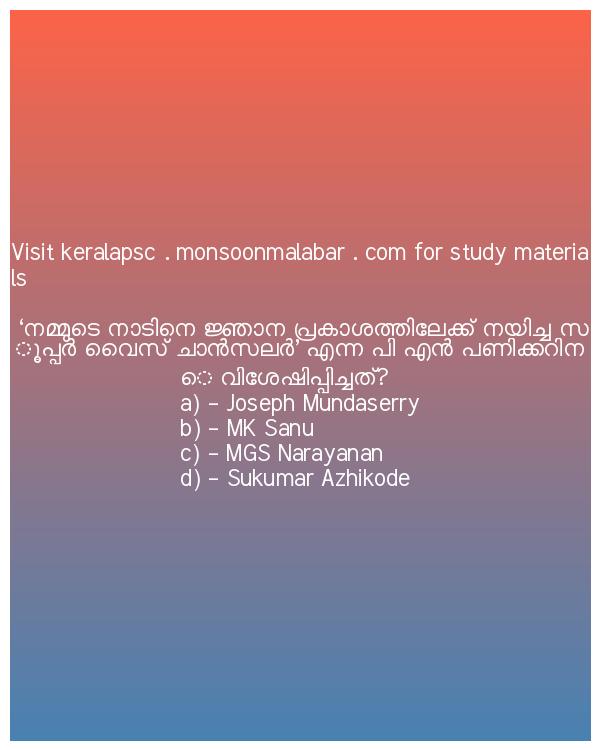 Visit keralapsc . monsoonmalabar . com for study materia
ls
‘നമ്മുടെ നാടിനെ ജ്ഞാന പ്രകാശത്തിലേക്ക് നയിച്ച സ
ൂപ്പർ വൈസ് ചാൻസലർ’ എന്ന പി എൻ പണിക്കറിന
െ വിശേഷിപ്പിച്ചത്?
a) – Joseph Mundaserry
b) – MK Sanu
c) – MGS Narayanan
d) – Sukumar Azhikode